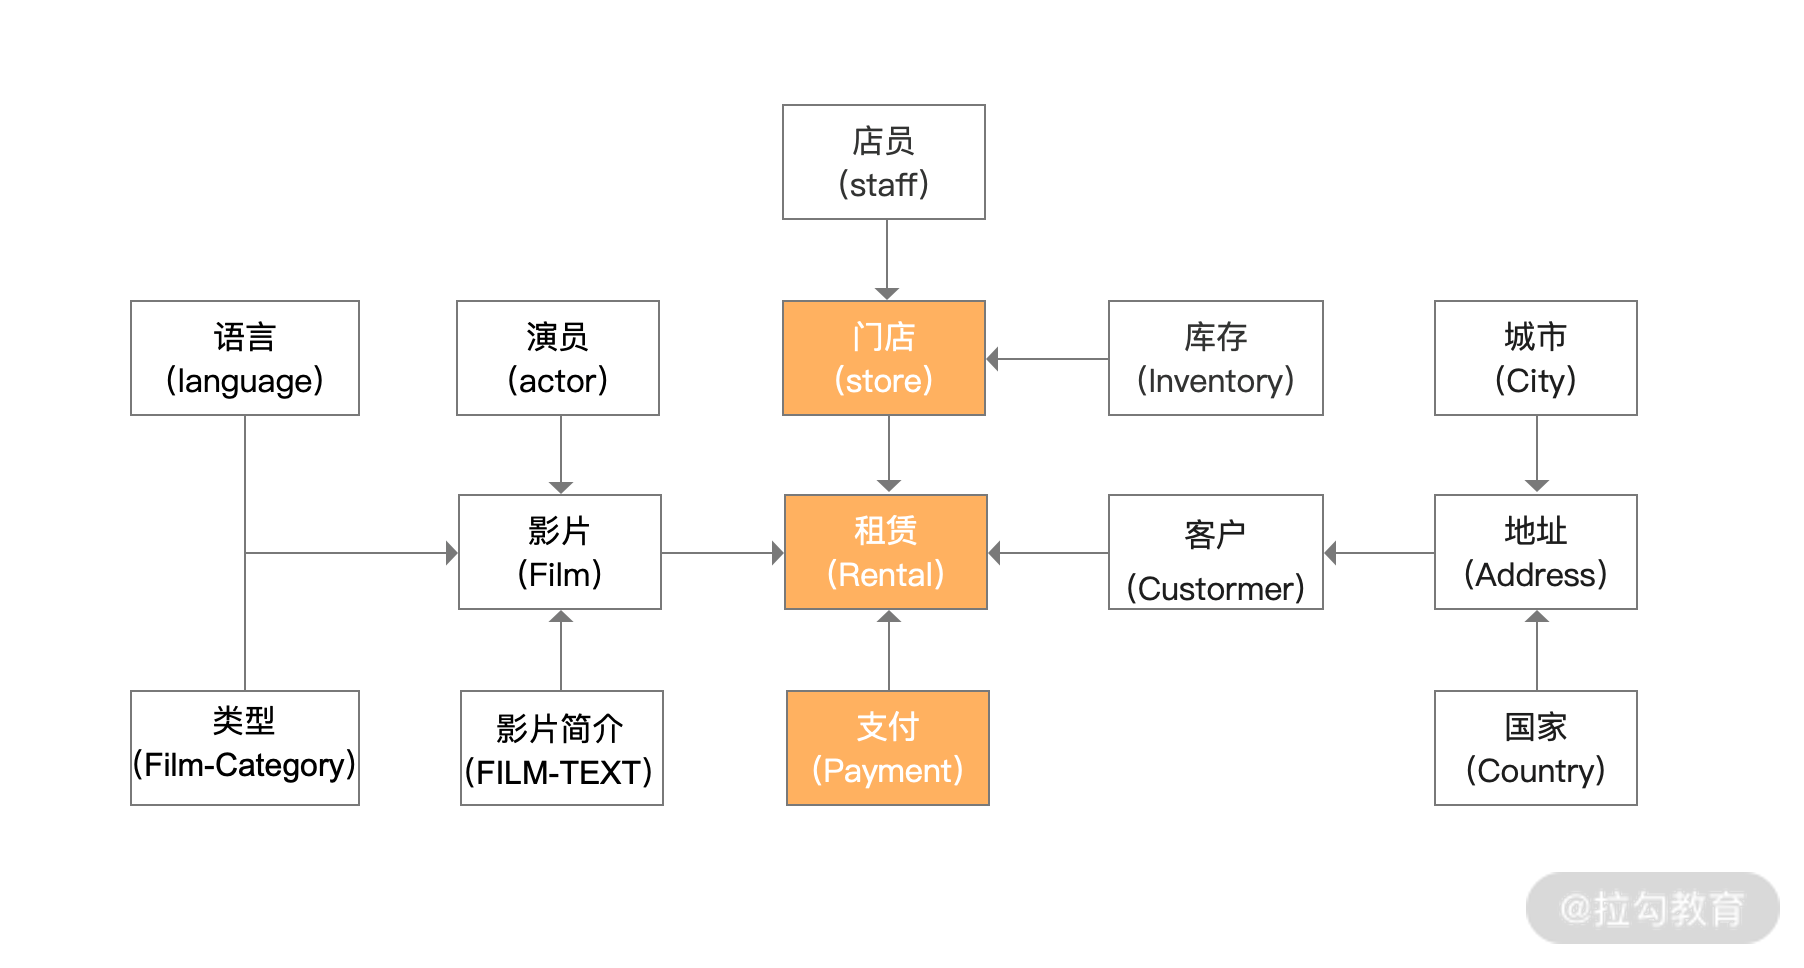 店员
(staff)
语言
(language)
演员
(actor)
门店
(store)
库存
(Inventory)
城市
(City)
影片
(Film)
租赁
(Rental)
客户
(Custormer)
地址
(Address)
类型
(Film-Category)
影片简介
(FILM-TEXT)
支付
(Payment)
国家
(Country)
@拉勾教育